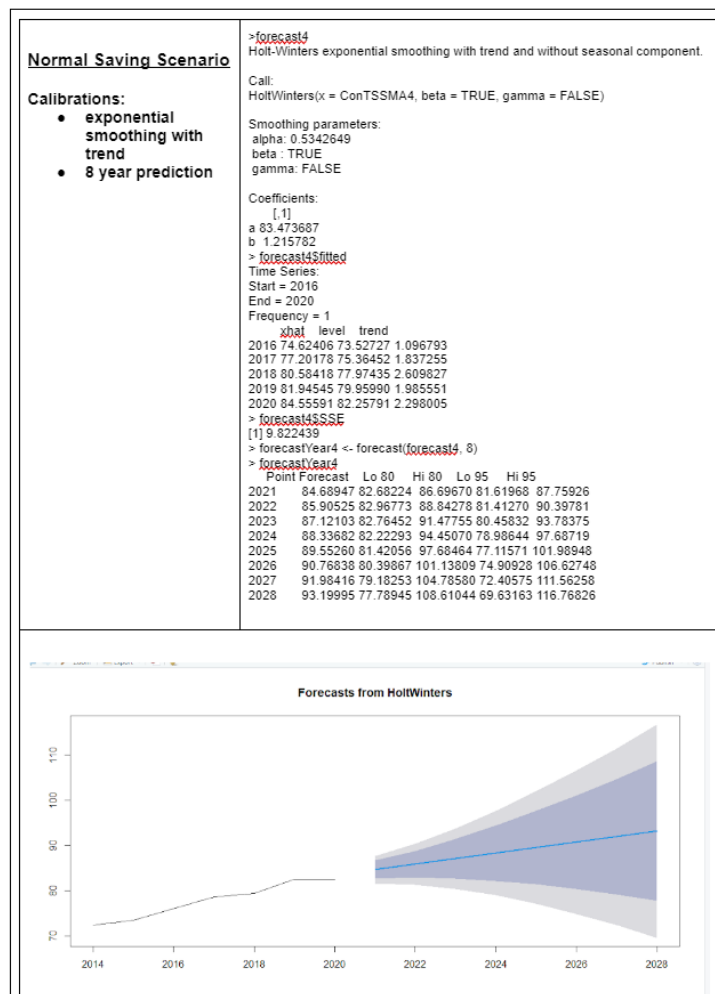 Normal Saving Scenario
Calibrations:
● exponential
smoothing with
trend
● 8 year prediction
>forecast4
Holt-Winters exponential smoothing with trend and without seasonal component.
Call:
HoltWinters(x = ConTSSMA4, beta = TRUE, gamma = FALSE)
Smoothing parameters:
alpha: 0.5342649
beta : TRUE
gamma: FALSE
Coefficients:
[,1]
a 83.473687
b 1.215782
> forecast4$fitted
Time Series:
Start = 2016
End = 2020
Frequency = 1
xhat level trend
2016 74.62406 73.52727 1.096793
2017 77.20178 75.36452 1.837255
2018 80.58418 77.97435 2.609827
2019 81.94545 79.95990 1.985551
2020 84.55591 82.25791 2.298005
> forecast4$SSE
[1] 9.822439
> forecastYear4 <- forecast(forecast4, 8)
> forecastYear4
Point Forecast Lo 80 Hi 80 Lo 95 Hi 95
2021 84.68947 82.68224 86.69670 81.61968 87.75926
2022 85.90525 82.96773 88.84278 81.41270 90.39781
2023 87.12103 82.76452 91.47755 80.45832 93.78375
2024 88.33682 82.22293 94.45070 78.98644 97.68719
2025 89.55260 81.42056 97.68464 77.11571 101.98948
2026 90.76838 80.39867 101.13809 74.90928 106.62748
2027 91.98416 79.18253 104.78580 72.40575 111.56258
2028 93.19995 77.78945 108.61044 69.63163 116.76826
Forecasts from HoltWinters
110
100
90
80
70
2014 2016 2018 2020 2022 2024 2026 2028